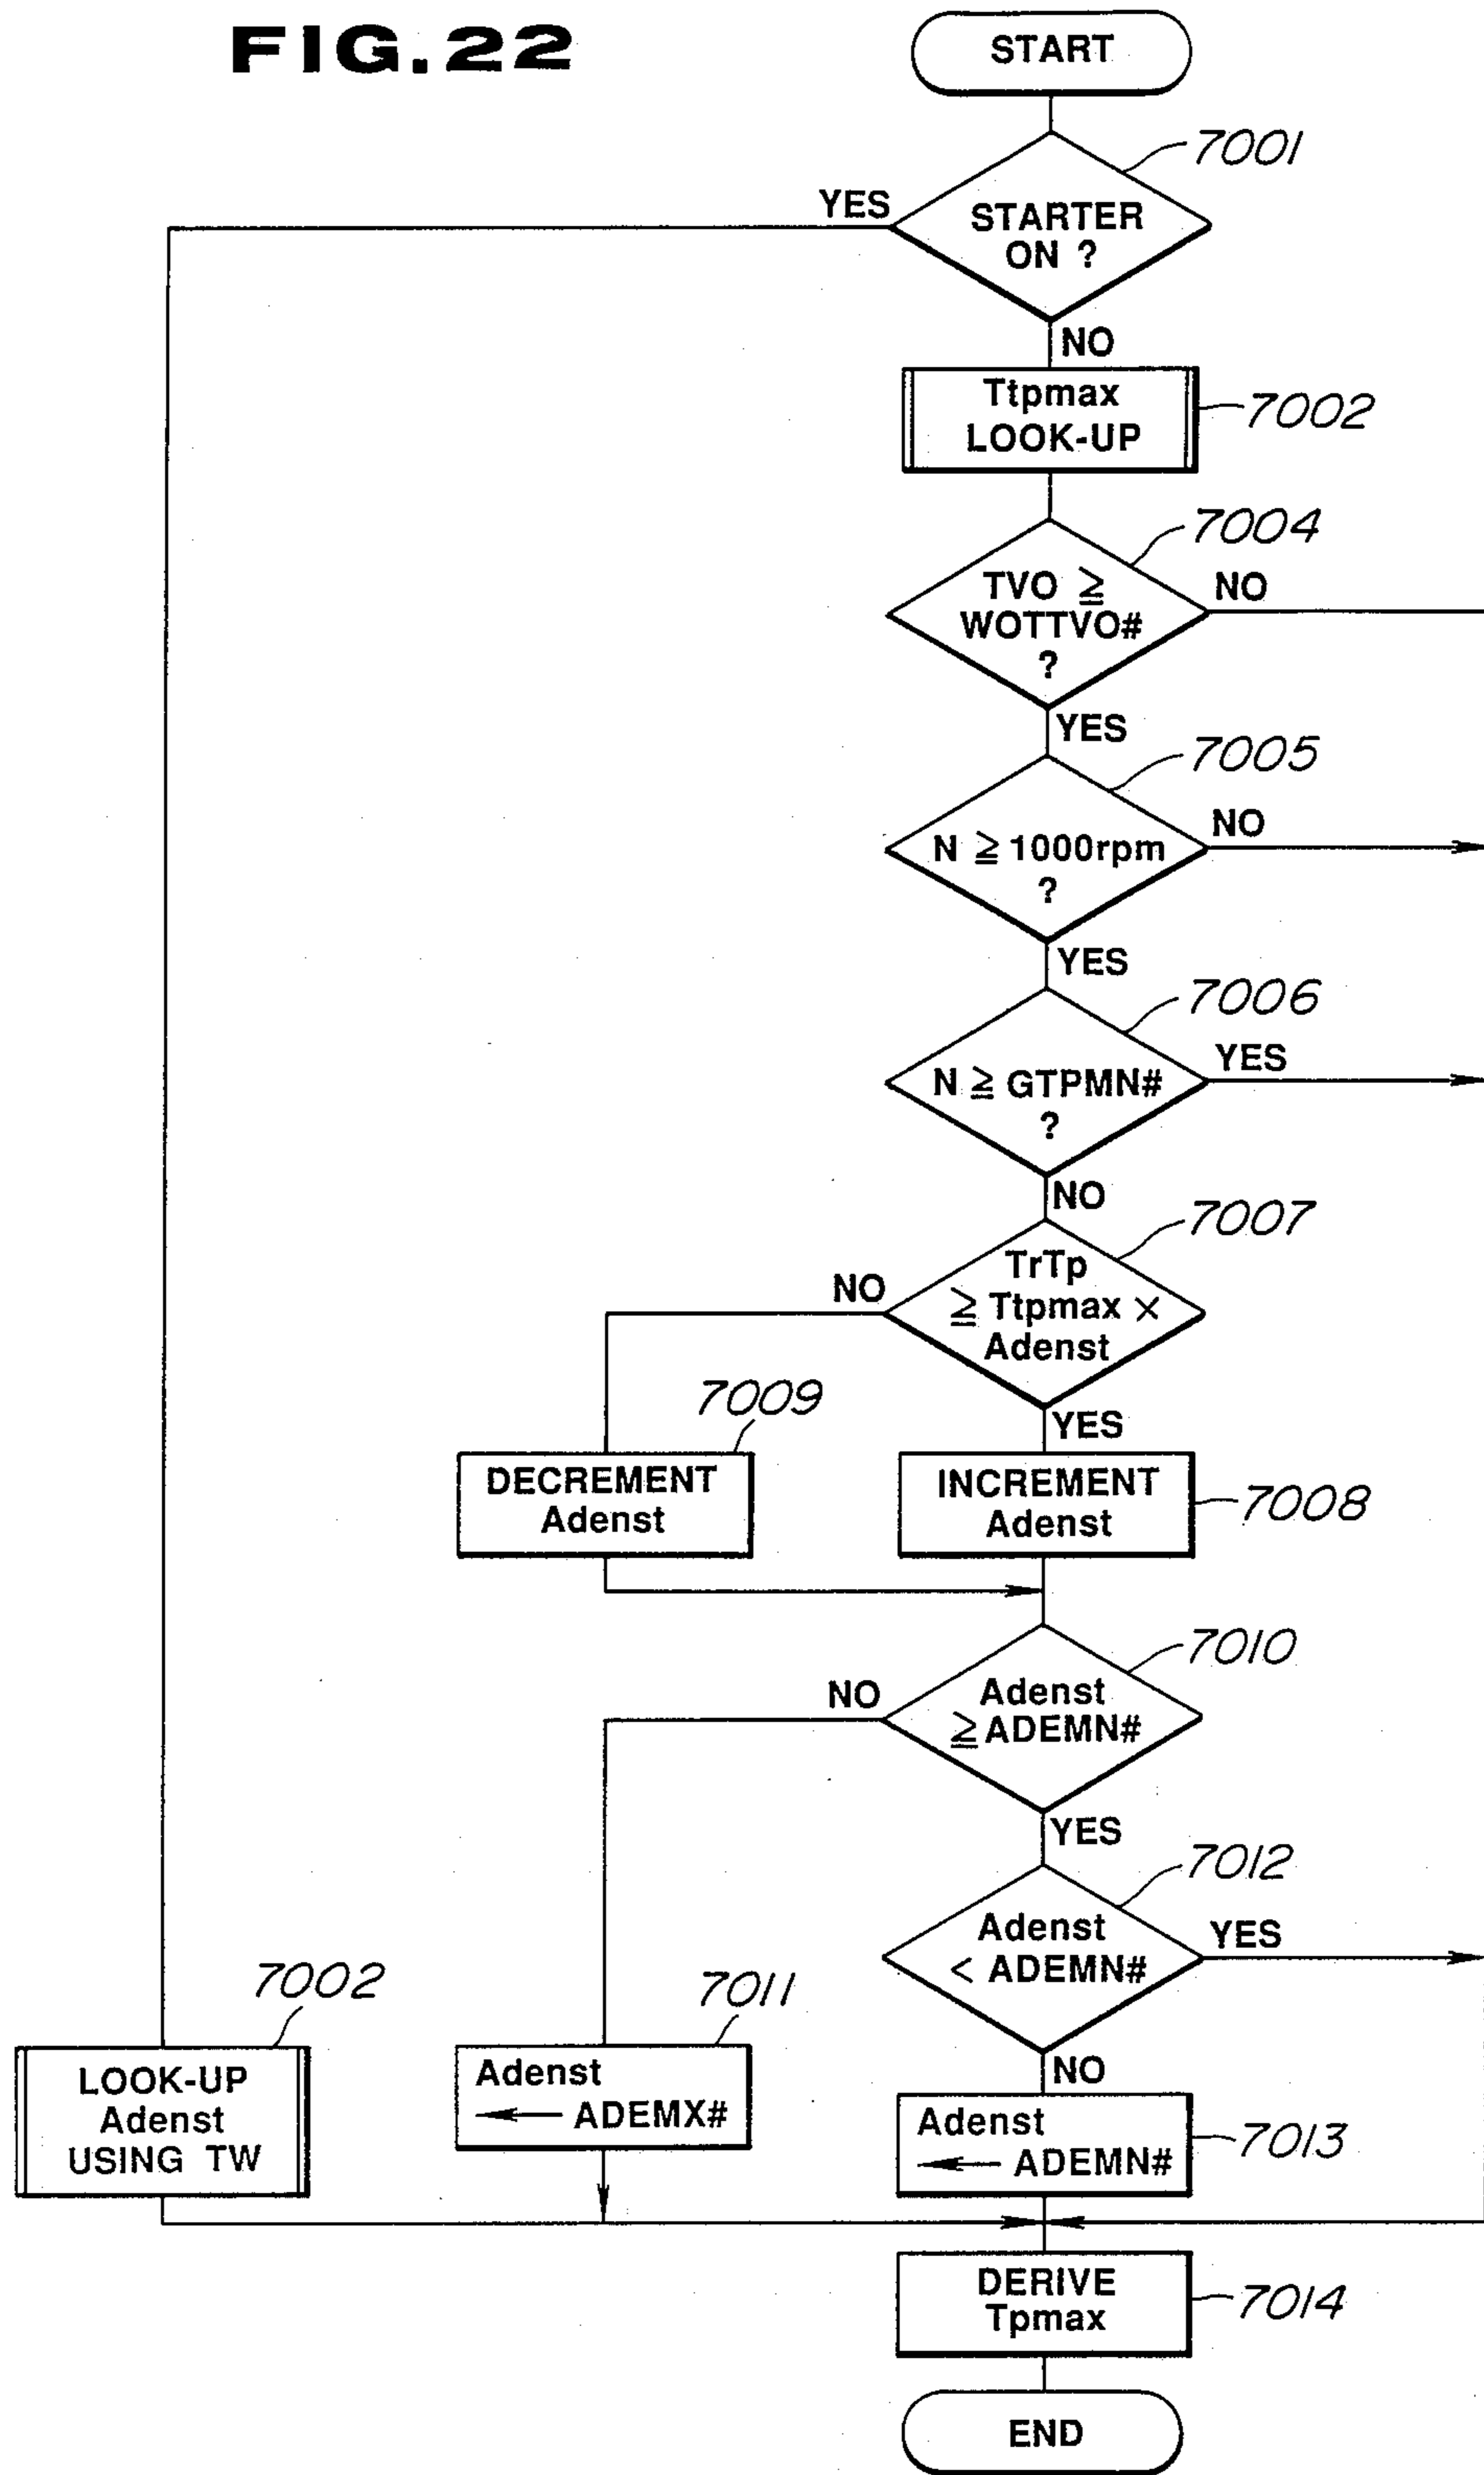 FIG.22
START
7001
YES
STARTER
ON ?
NO
Ttpmax
LOOK-UP
7002
7004
TVO ≧
WOTTVO#
?
NO
YES
7005
N ≧ 1000rpm
?
NO
YES
7006
N ≧ GTPMN#
?
YES
NO
7007
TrTp
≧ Ttpmax ×
Adenst
NO
YES
7009
DECREMENT
Adenst
INCREMENT
Adenst
7008
7010
Adenst
≧ ADEMN#
NO
YES
7012
Adenst
< ADEMN#
YES
NO
7002
LOOK-UP
Adenst
USING TW
7011
Adenst
← ADEMX#
Adenst
← ADEMN#
7013
DERIVE
Tpmax
7014
END